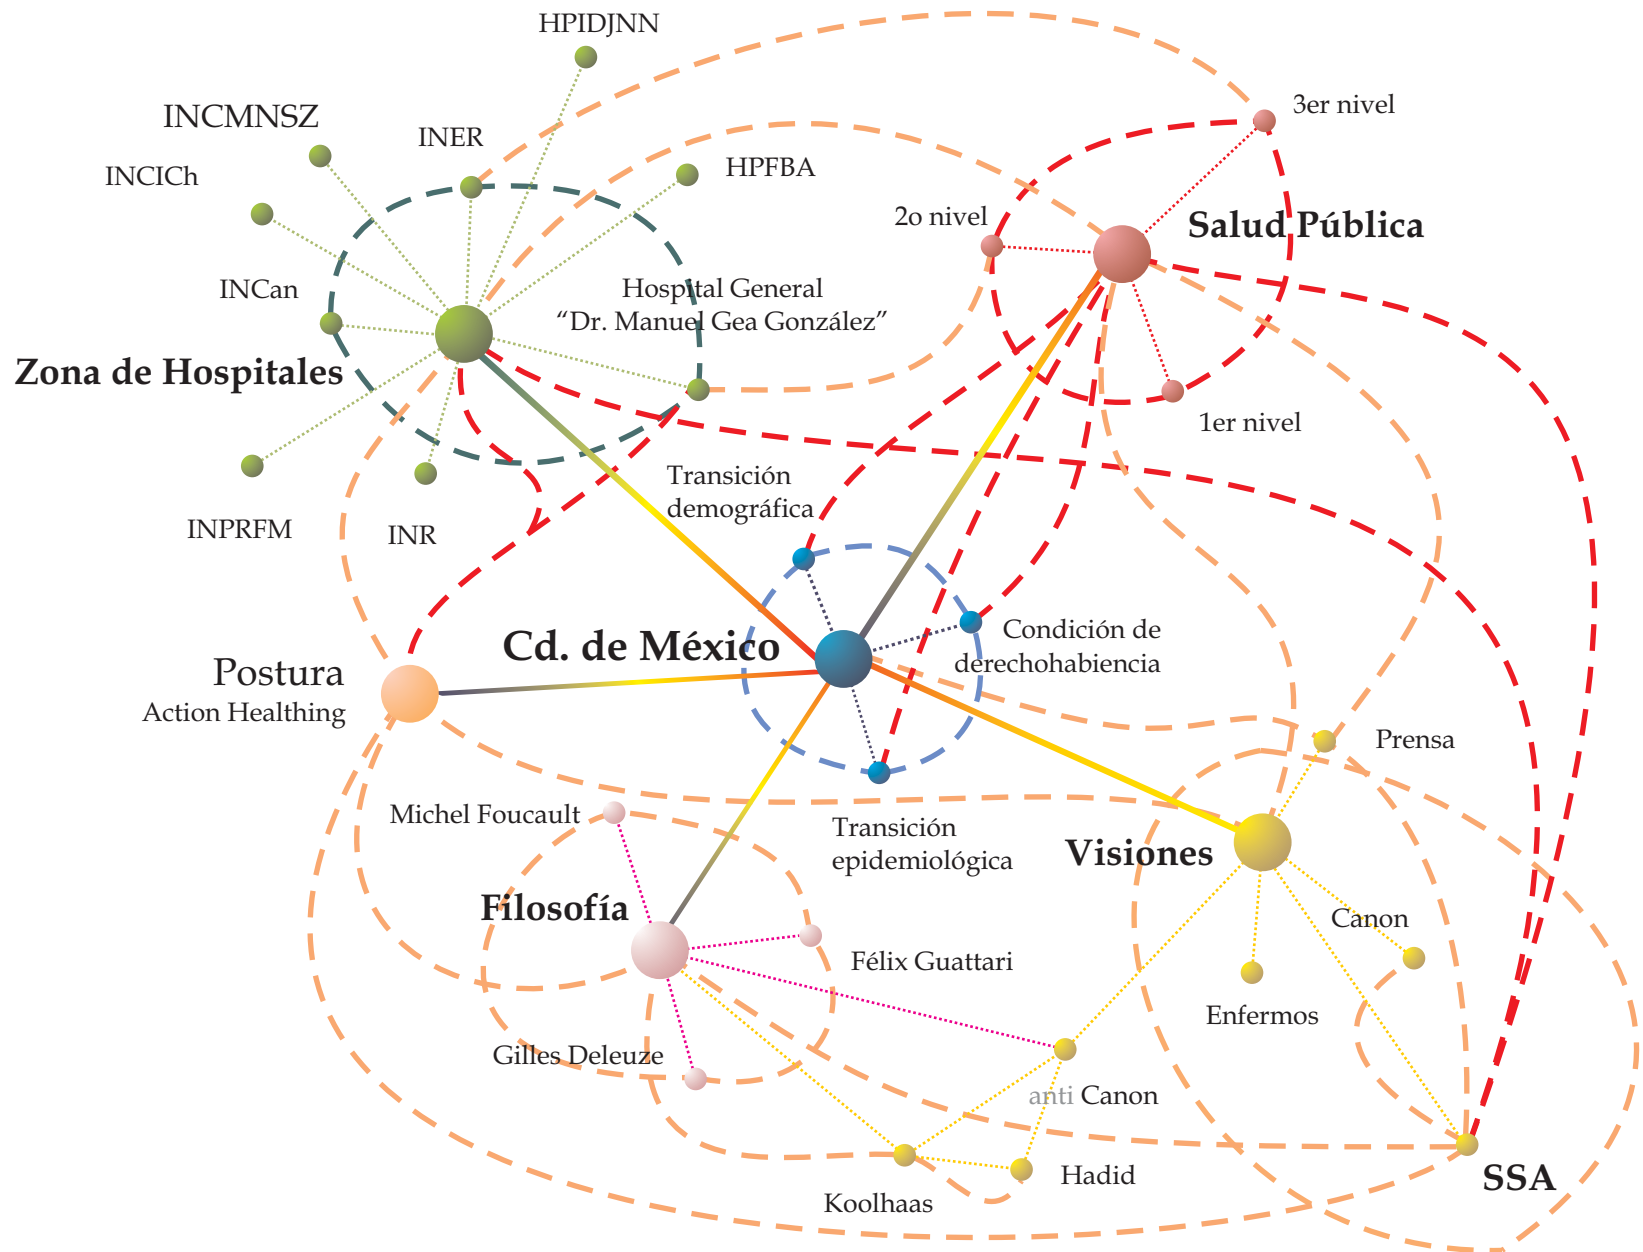 HPIDJNN
3er nivel
INCMNSZ
INER
INCICh
HPFBA
2o nivel
Salud Pública
INCan
Hospital General
“Dr. Manuel Gea González”
Zona de Hospitales
1er nivel
Transición
demográfica
INPRFM
INR
Cd. de México
Condición de
derechohabiencia
Postura
Action Healthing
Prensa
Michel Foucault
Transición
epidemiológica
Visiones
Filosofía
Canon
Félix Guattari
Enfermos
Gilles Deleuze
anti Canon
Hadid
SSA
Koolhaas